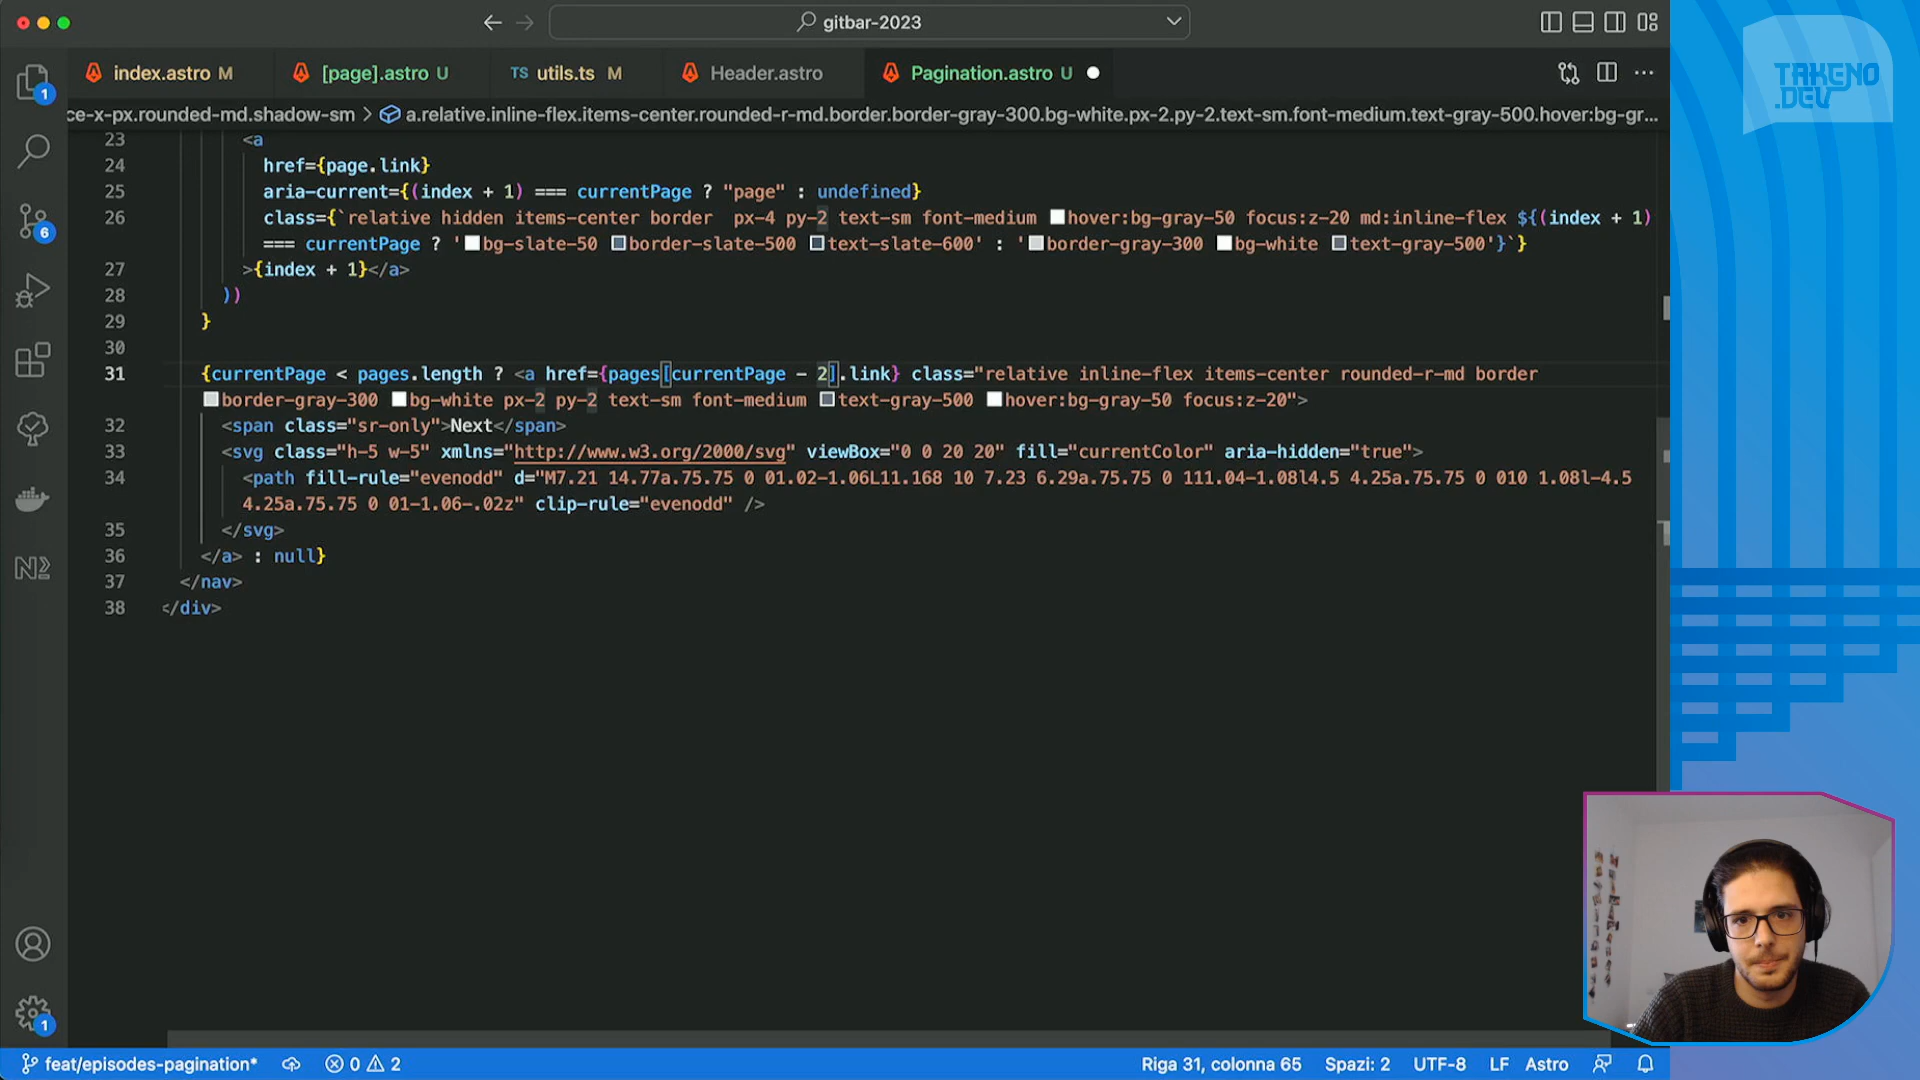 gitbar-2023
index.astro M
[page].astro U
TS utils.ts M
Header.astro
Pagination.astro U
TAKENO
.DEV
ce-x-px.rounded-md.shadow-sm > a.relative.inline-flex.items-center.rounded-r-md.border.border-gray-300.bg-white.px-2.py-2.text-sm.font-medium.text-gray-500.hover:bg-gr...
23 <a
24 href={page.link}
25 aria-current={(index + 1) === currentPage ? "page" : undefined}
26 class={`relative hidden items-center border  px-4 py-2 text-sm font-medium hover:bg-gray-50 focus:z-20 md:inline-flex ${(index + 1)
=== currentPage ? 'bg-slate-50 border-slate-500 text-slate-600' : 'border-gray-300 bg-white text-gray-500'}`}
27 >{index + 1}</a>
28 ))
29 }
30
31 {currentPage < pages.length ? <a href={pages[currentPage - 2].link} class="relative inline-flex items-center rounded-r-md border
border-gray-300 bg-white px-2 py-2 text-sm font-medium text-gray-500 hover:bg-gray-50 focus:z-20">
32 <span class="sr-only">Next</span>
33 <svg class="h-5 w-5" xmlns="http://www.w3.org/2000/svg" viewBox="0 0 20 20" fill="currentColor" aria-hidden="true">
34 <path fill-rule="evenodd" d="M7.21 14.77a.75.75 0 01.02-1.06L11.168 10 7.23 6.29a.75.75 0 111.04-1.08l4.5 4.25a.75.75 0 010 1.08l-4.5
4.25a.75.75 0 01-1.06-.02z" clip-rule="evenodd" />
35 </svg>
36 </a> : null}
37 </nav>
38 </div>
1
6
1
feat/episodes-pagination* 0 2
Riga 31, colonna 65 Spazi: 2 UTF-8 LF Astro